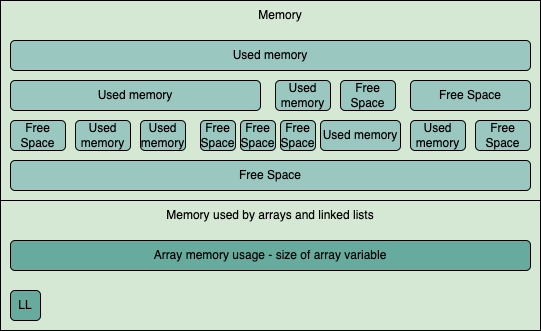 Memory
Used memory
Used memory
Used
memory
Free
Space
Free Space
Free
Space
Used
memory
Used
memory
Free
Space
Free
Space
Free
Space
Used memory
Used
memory
Free
Space
Free Space
Memory used by arrays and linked lists
Array memory usage - size of array variable
LL